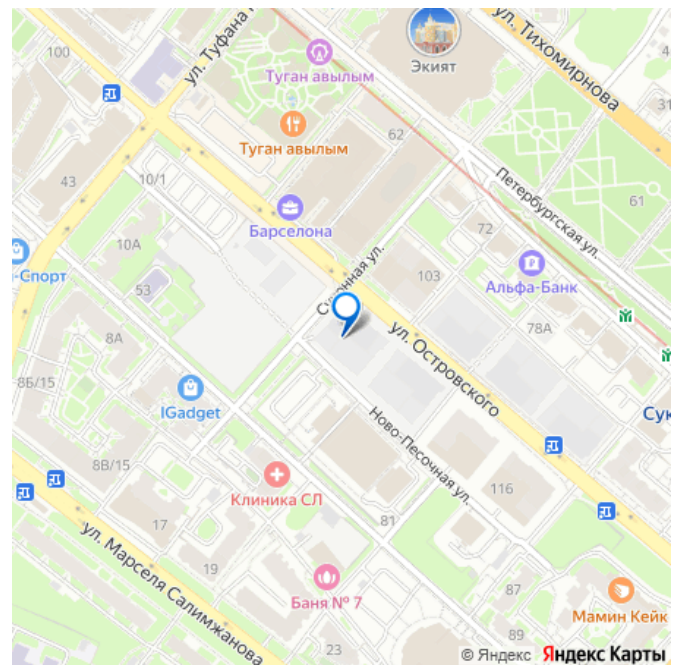 100
ул. Туфана
Экият
ул. Тихомирнова
Туган авылым
31
Туган авылым
62
Петербургская ул.
10/1
43
Барселона
61
72
10А
103
-Спорт
Альфа-Банк
53
ул. Островского
78А
8А
8Б/15
IGadget
Сук
Ново-Песочная ул.
8В/15
116
Клиника СЛ
17
81
ул. Марселя Салимжанова
19
87
Баня № 7
Мамин Кейк
89
23
© Яндекс Яндекс Карты